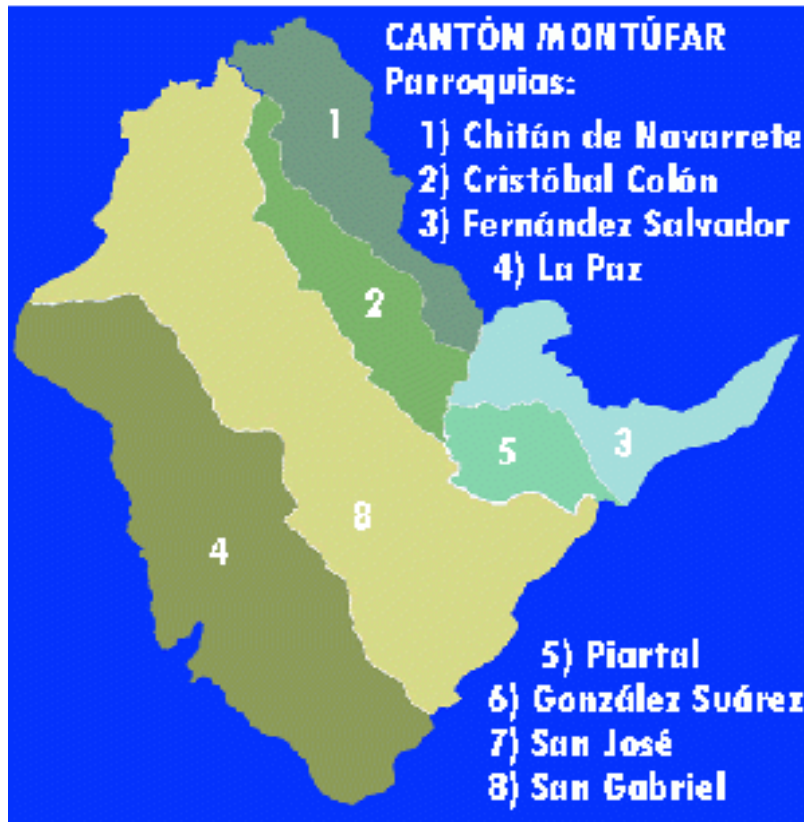 CANTÓN MONTÚFAR
Parroquias:
1) Chitán de Navarrete
2) Cristóbal Colón
3) Fernández Salvador
4) La Paz
1
2
3
5
8
4
5) Piartal
6) González Suárez
7) San José
8) San Gabriel